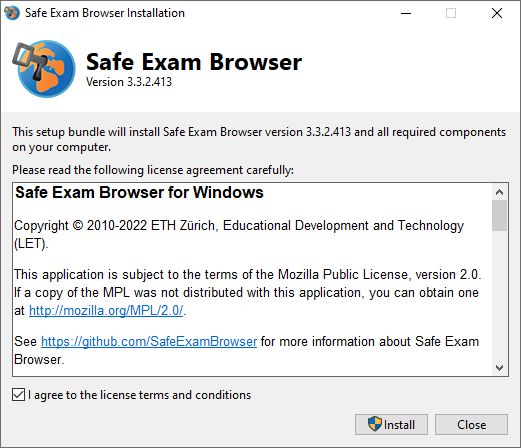 Safe Exam Browser Installation
Safe Exam Browser
Version 3.3.2.413
This setup bundle will install Safe Exam Browser version 3.3.2.413 and all required components
on your computer.
Please read the following license agreement carefully:
Safe Exam Browser for Windows
Copyright © 2010-2022 ETH Zürich, Educational Development and Technology
(LET).
This application is subject to the terms of the Mozilla Public License, version 2.0.
If a copy of the MPL was not distributed with this application, you can obtain one
at http://mozilla.org/MPL/2.0/.
See https://github.com/SafeExamBrowser for more information about Safe Exam
Browser.
I agree to the license terms and conditions
Install
Close